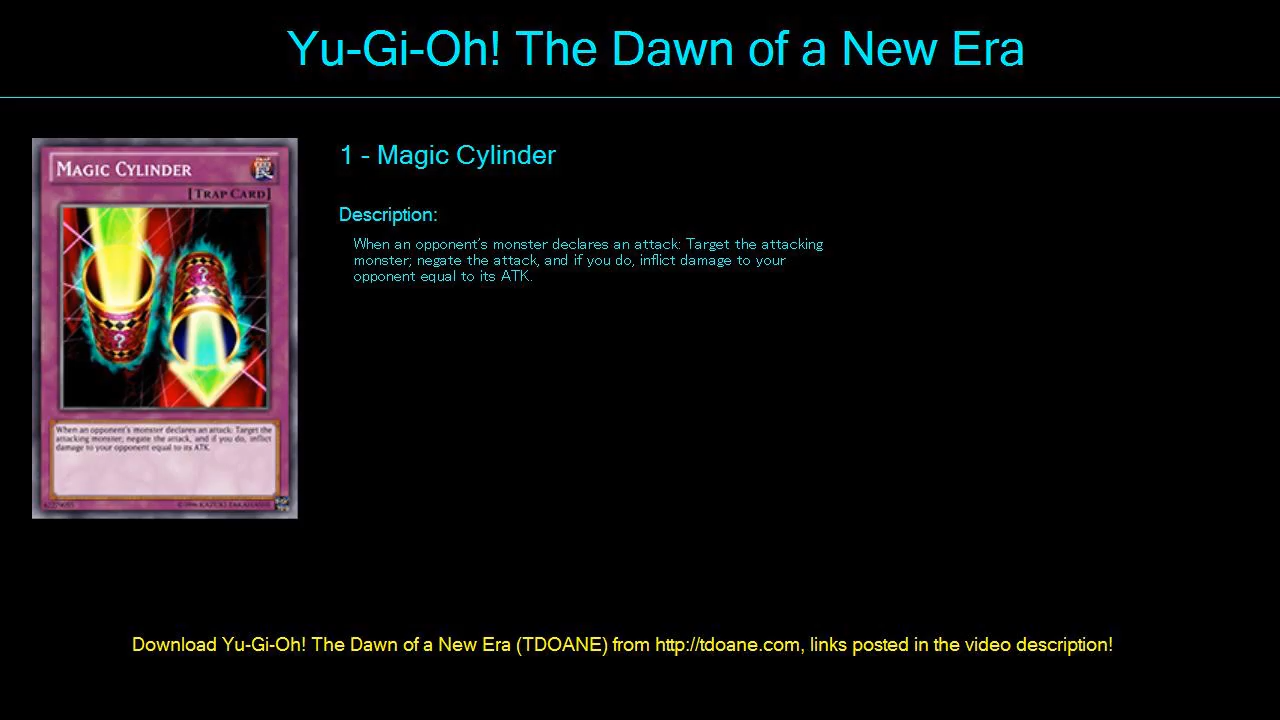 Yu-Gi-Oh! The Dawn of a New Era
MAGIC CYLINDER
罠
[TRAP CARD]
?
?
When an opponent's monster declares an attack: Target the
attacking monster; negate the attack, and if you do, inflict
damage to your opponent equal to its ATK.
©1996 KAZUKI TAKAHASHI
1 - Magic Cylinder
Description:
When an opponent's monster declares an attack: Target the attacking
monster; negate the attack, and if you do, inflict damage to your
opponent equal to its ATK.
Download Yu-Gi-Oh! The Dawn of a New Era (TDOANE) from http://tdoane.com, links posted in the video description!